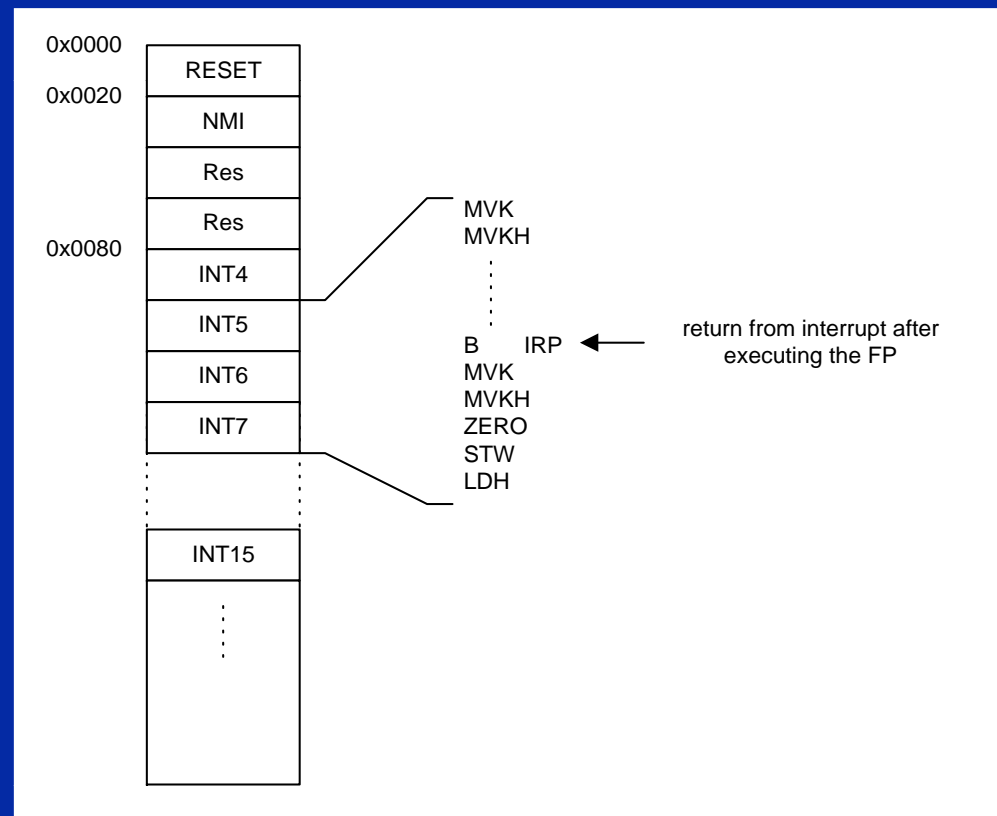 0x0000
RESET
0x0020
NMI
Res
Res
0x0080
INT4
INT5
INT6
INT7
INT15
MVK
MVKH
B IRP
MVK
MVKH
ZERO
STW
LDH
return from interrupt after
executing the FP